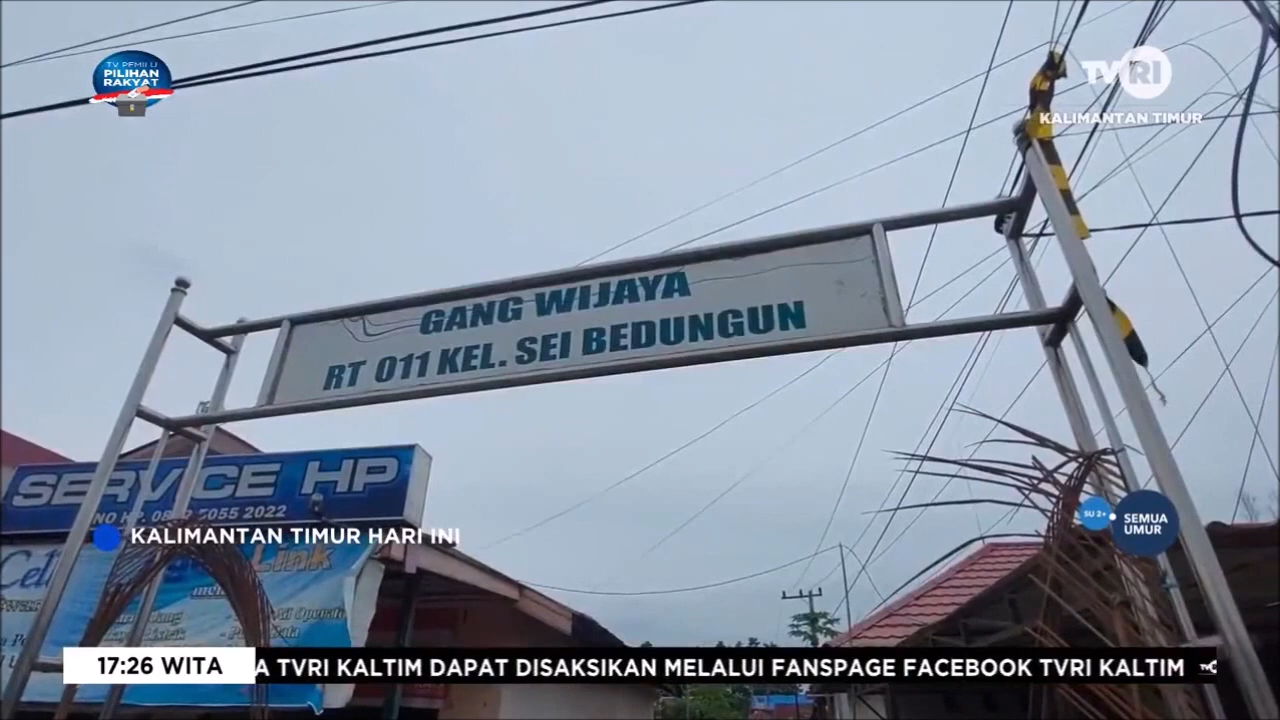 TV PEMILU
PILIHAN
RAKYAT
TVRI
KALIMANTAN TIMUR
GANG WIJAYA
RT 011 KEL. SEI BEDUNGUN
SERVICE HP
NO HP.
2022
KALIMANTAN TIMUR HARI INI
Link
SU 2+
SEMUA
UMUR
17:26 WITA
A TVRI KALTIM DAPAT DISAKSIKAN MELALUI FANSPAGE FACEBOOK TVRI KALTIM